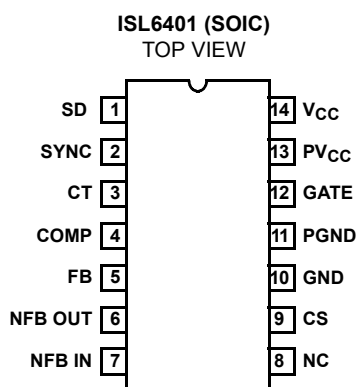 ISL6401 (SOIC)
TOP VIEW
SD 1 14 VCC
SYNC 2 13 PVCC
CT 3 12 GATE
COMP 4 11 PGND
FB 5 10 GND
NFB OUT 6 9 CS
NFB IN 7 8 NC